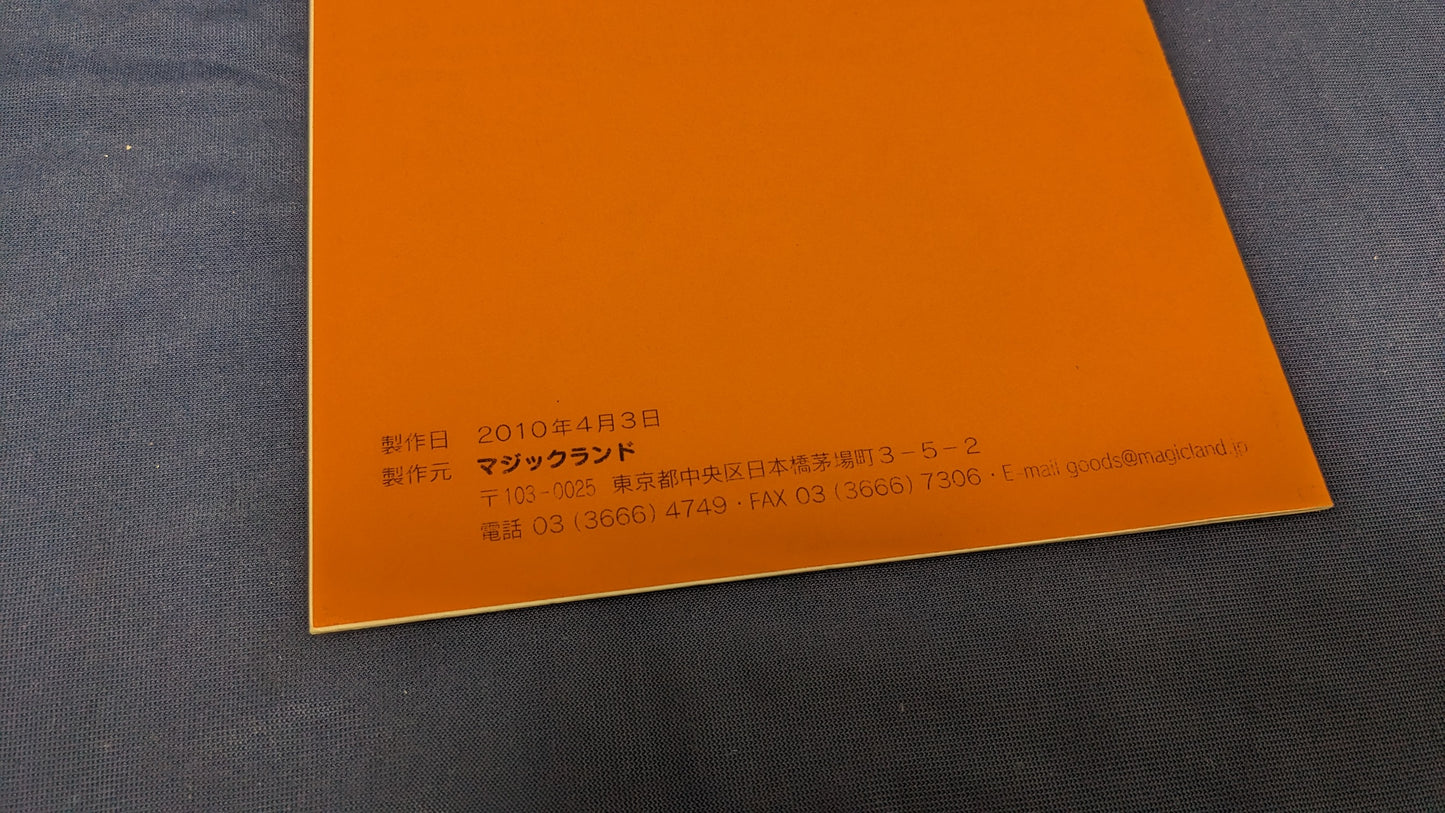 製作日 2010年4月3日
製作元 マジックランド
〒103-0025 東京都中央区日本橋茅場町3-5-2
電話 03(3666)4749・FAX 03(3666)7306・E-mail goods@magicland.jp